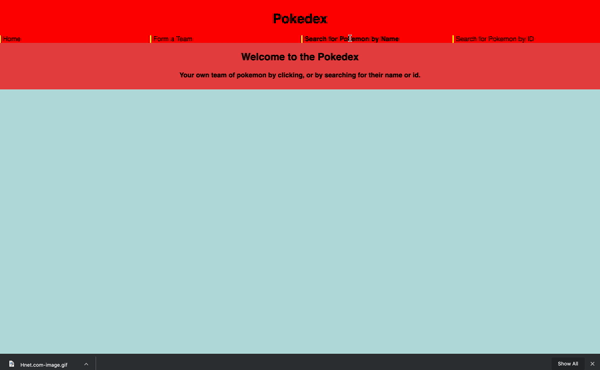 Pokedex
Home Form a Team Search for Pokemon by Name Search for Pokemon by ID
Welcome to the Pokedex
Your own team of pokemon by clicking, or by searching for their name or id.
Hnet.com-image.gif Show All